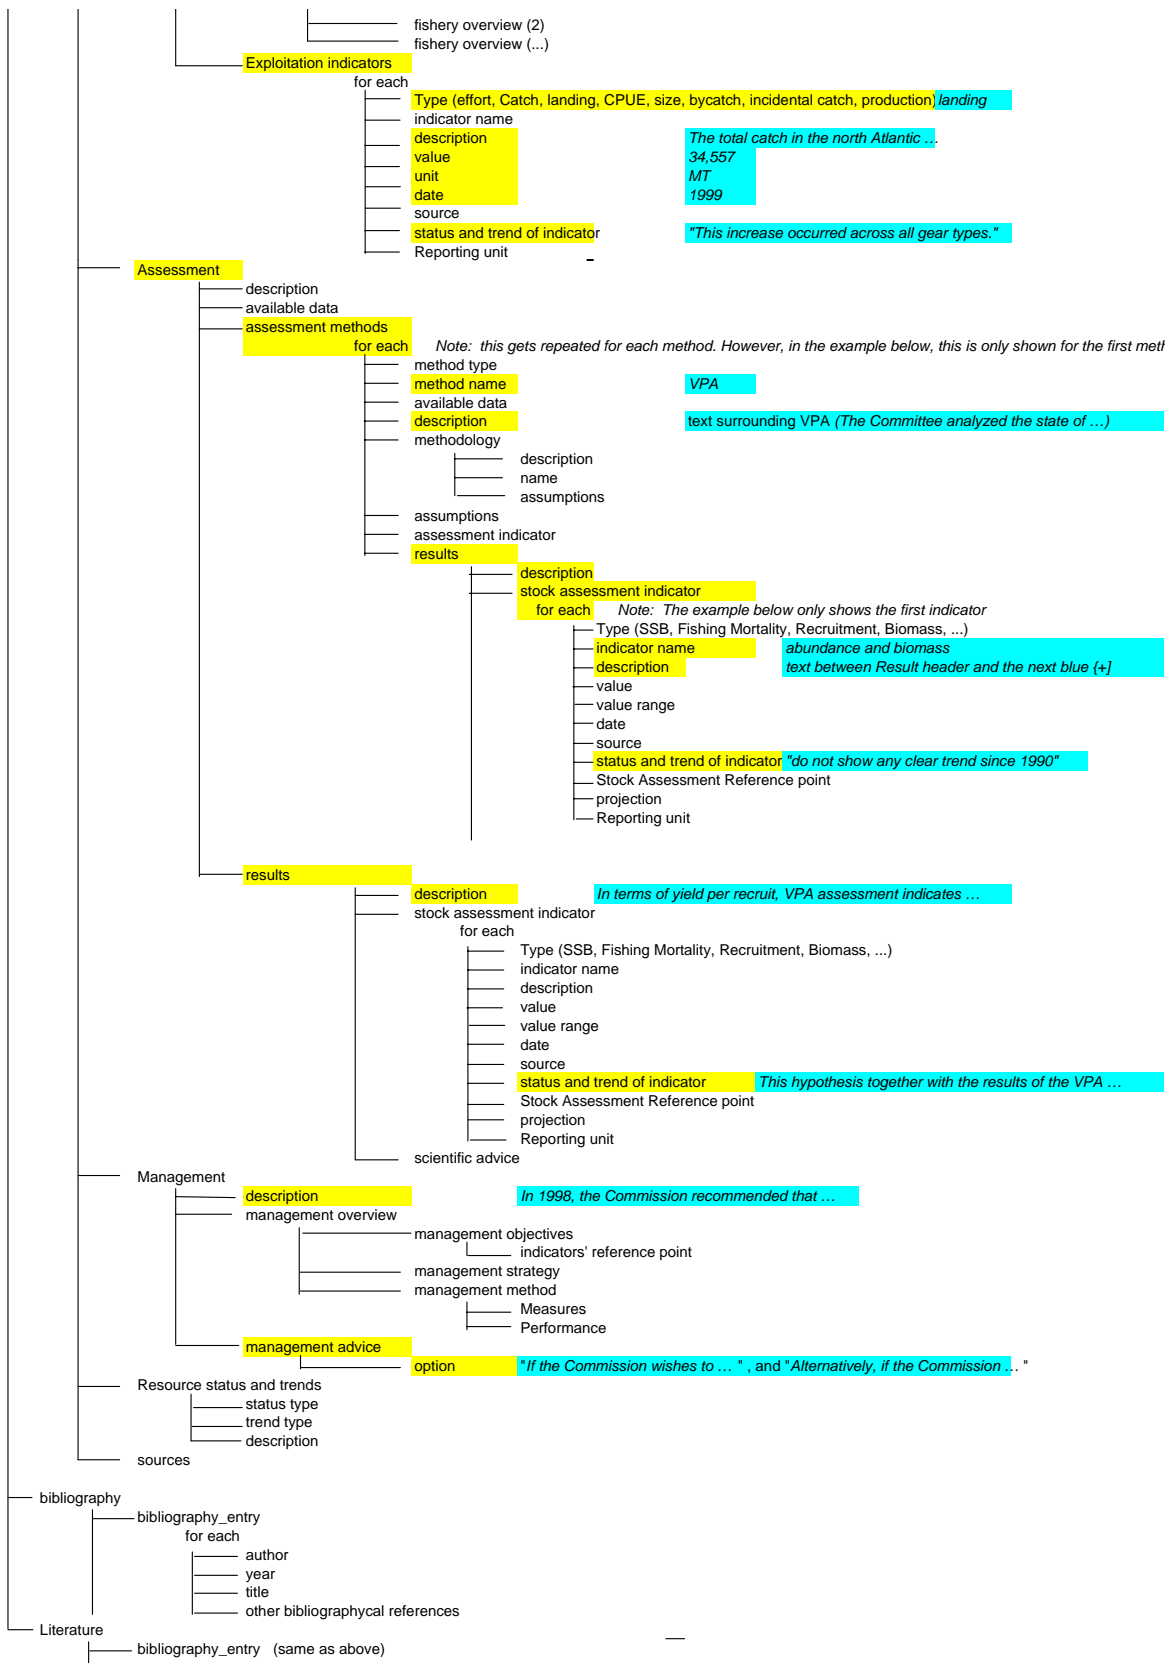 fishery overview (2)
fishery overview (...)
Exploitation indicators
for each
Type (effort, Catch, landing, CPUE, size, bycatch, incidental catch, production) landing
indicator name
description The total catch in the north Atlantic …
value 34,557
unit MT
date 1999
source
status and trend of indicator "This increase occurred across all gear types."
Reporting unit
Assessment
description
available data
assessment methods
for each Note: this gets repeated for each method. However, in the example below, this is only shown for the first meth
method type
method name VPA
available data
description text surrounding VPA (The Committee analyzed the state of …)
methodology
description
name
assumptions
assumptions
assessment indicator
results
description
stock assessment indicator
for each Note: The example below only shows the first indicator
Type (SSB, Fishing Mortality, Recruitment, Biomass, ...)
indicator name abundance and biomass
description text between Result header and the next blue {+]
value
value range
date
source
status and trend of indicator "do not show any clear trend since 1990"
Stock Assessment Reference point
projection
Reporting unit
results
description In terms of yield per recruit, VPA assessment indicates …
stock assessment indicator
for each
Type (SSB, Fishing Mortality, Recruitment, Biomass, ...)
indicator name
description
value
value range
date
source
status and trend of indicator This hypothesis together with the results of the VPA …
Stock Assessment Reference point
projection
Reporting unit
scientific advice
Management
description In 1998, the Commission recommended that …
management overview
management objectives
indicators' reference point
management strategy
management method
Measures
Performance
management advice
option "If the Commission wishes to … " , and "Alternatively, if the Commission … "
Resource status and trends
status type
trend type
description
sources
bibliography
bibliography_entry
for each
author
year
title
other bibliographycal references
Literature
bibliography_entry (same as above)